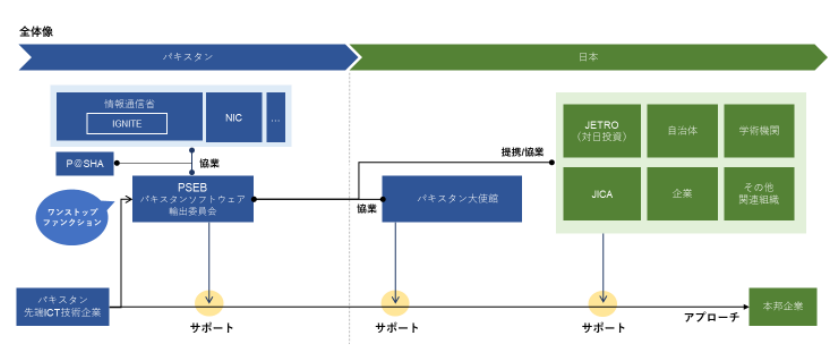 全体像
パキスタン
日本
情報通信省
IGNITE
NIC
...
P@SHA
協業
PSEB
パキスタンソフトウェア
輸出委員会
ワンストップ
ファンクション
提携/協業
協業
パキスタン大使館
JETRO
(対日投資)
自治体
学術機関
JICA
企業
その他
関連組織
パキスタン
先端ICT技術企業
サポート
サポート
サポート
アプローチ
本邦企業